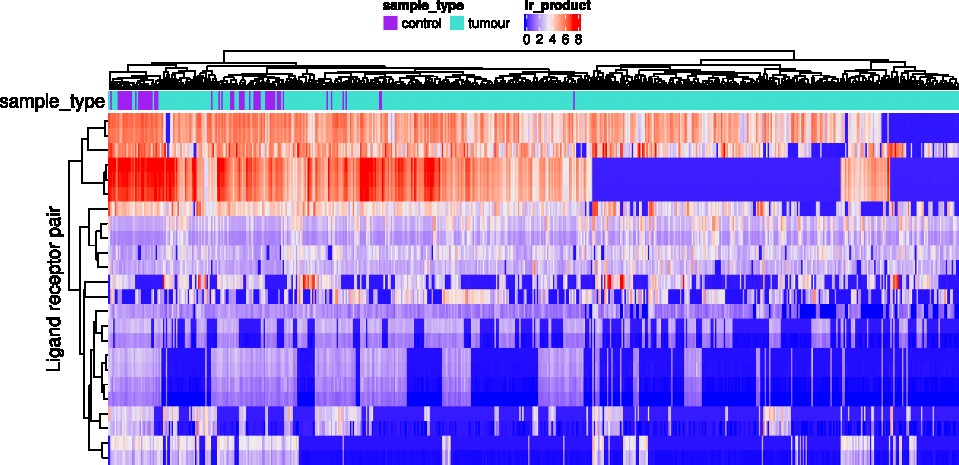 sample_type
control
tumour
lr_product
0 2 4 6 8
sample_type
Ligand receptor pair